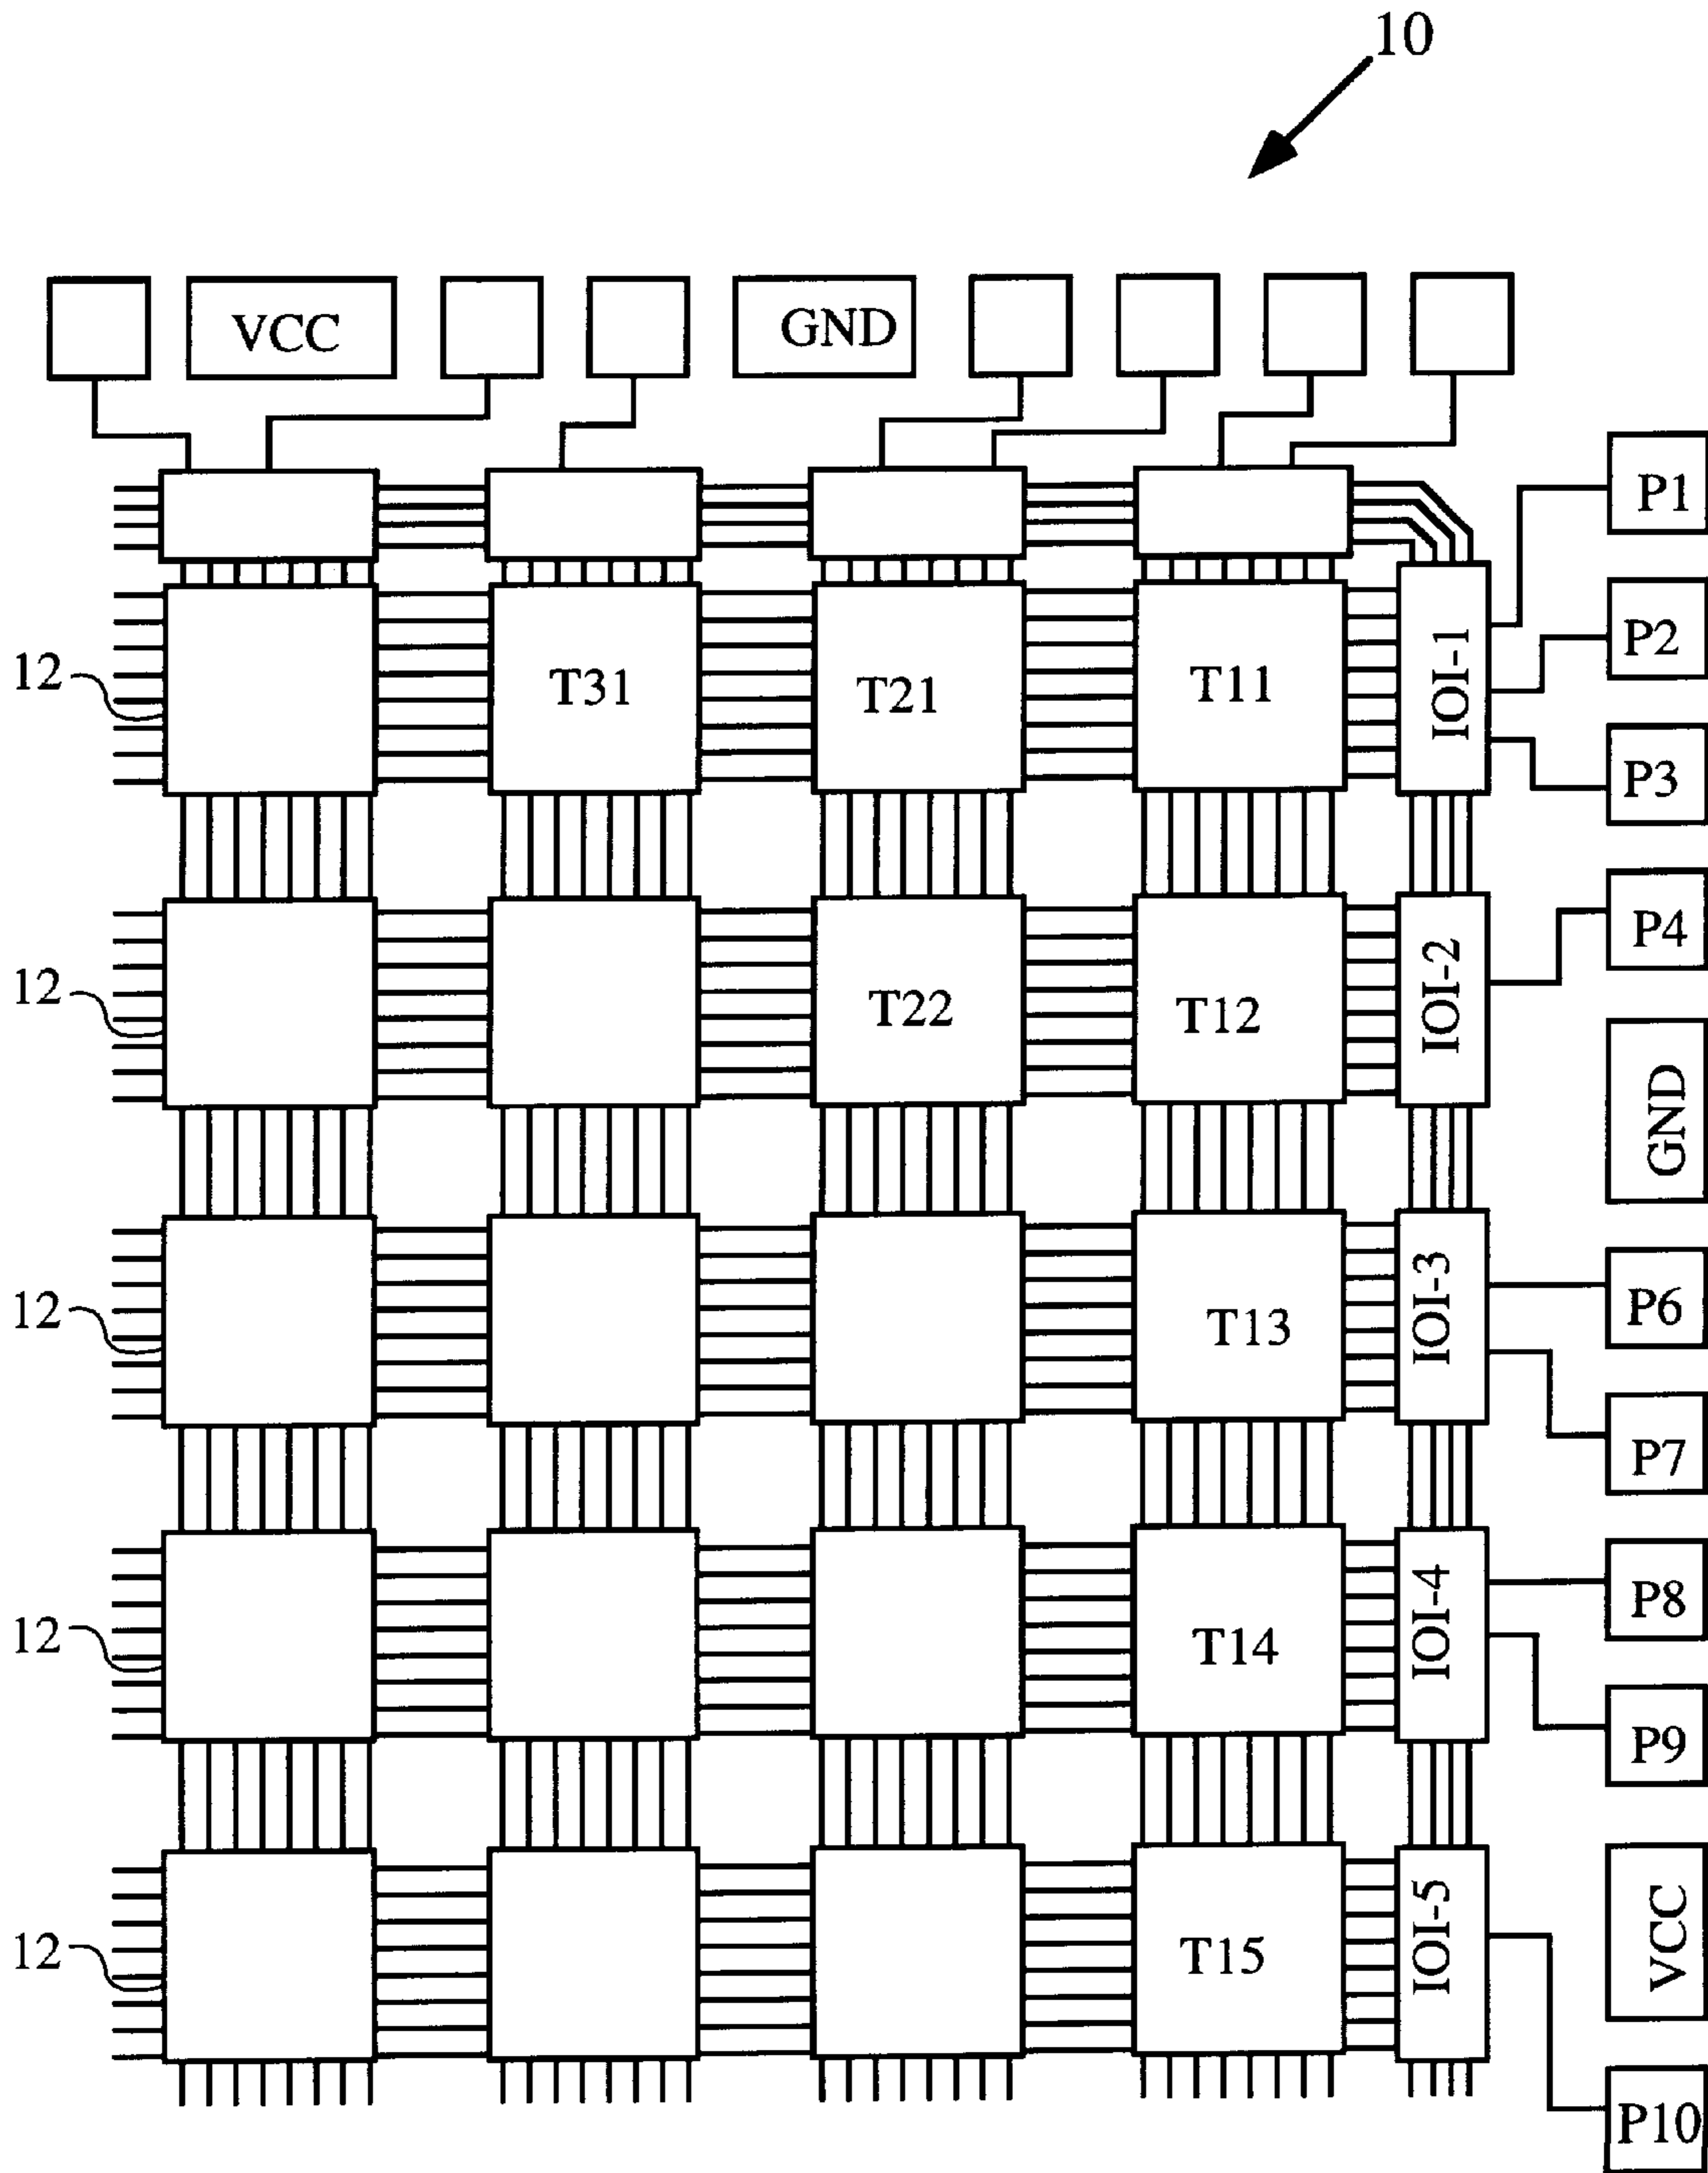 10
VCC
GND
P1
P2
12
T31
T21
T11
IOI-1
P3
P4
12
T22
T12
IOI-2
GND
12
T13
IOI-3
P6
P7
12
T14
IOI-4
P8
P9
12
T15
IOI-5
VCC
P10